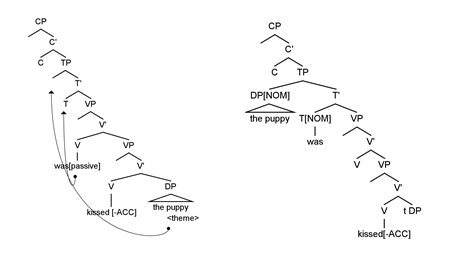 CP
C'
C TP
T'
T VP
V'
V VP
was[passive] V'
V DP
kissed [-ACC] the puppy
<theme>
CP
C'
C TP
DP[NOM] T'
the puppy T[NOM] VP
was V'
V VP
V'
V t DP
kissed[-ACC]